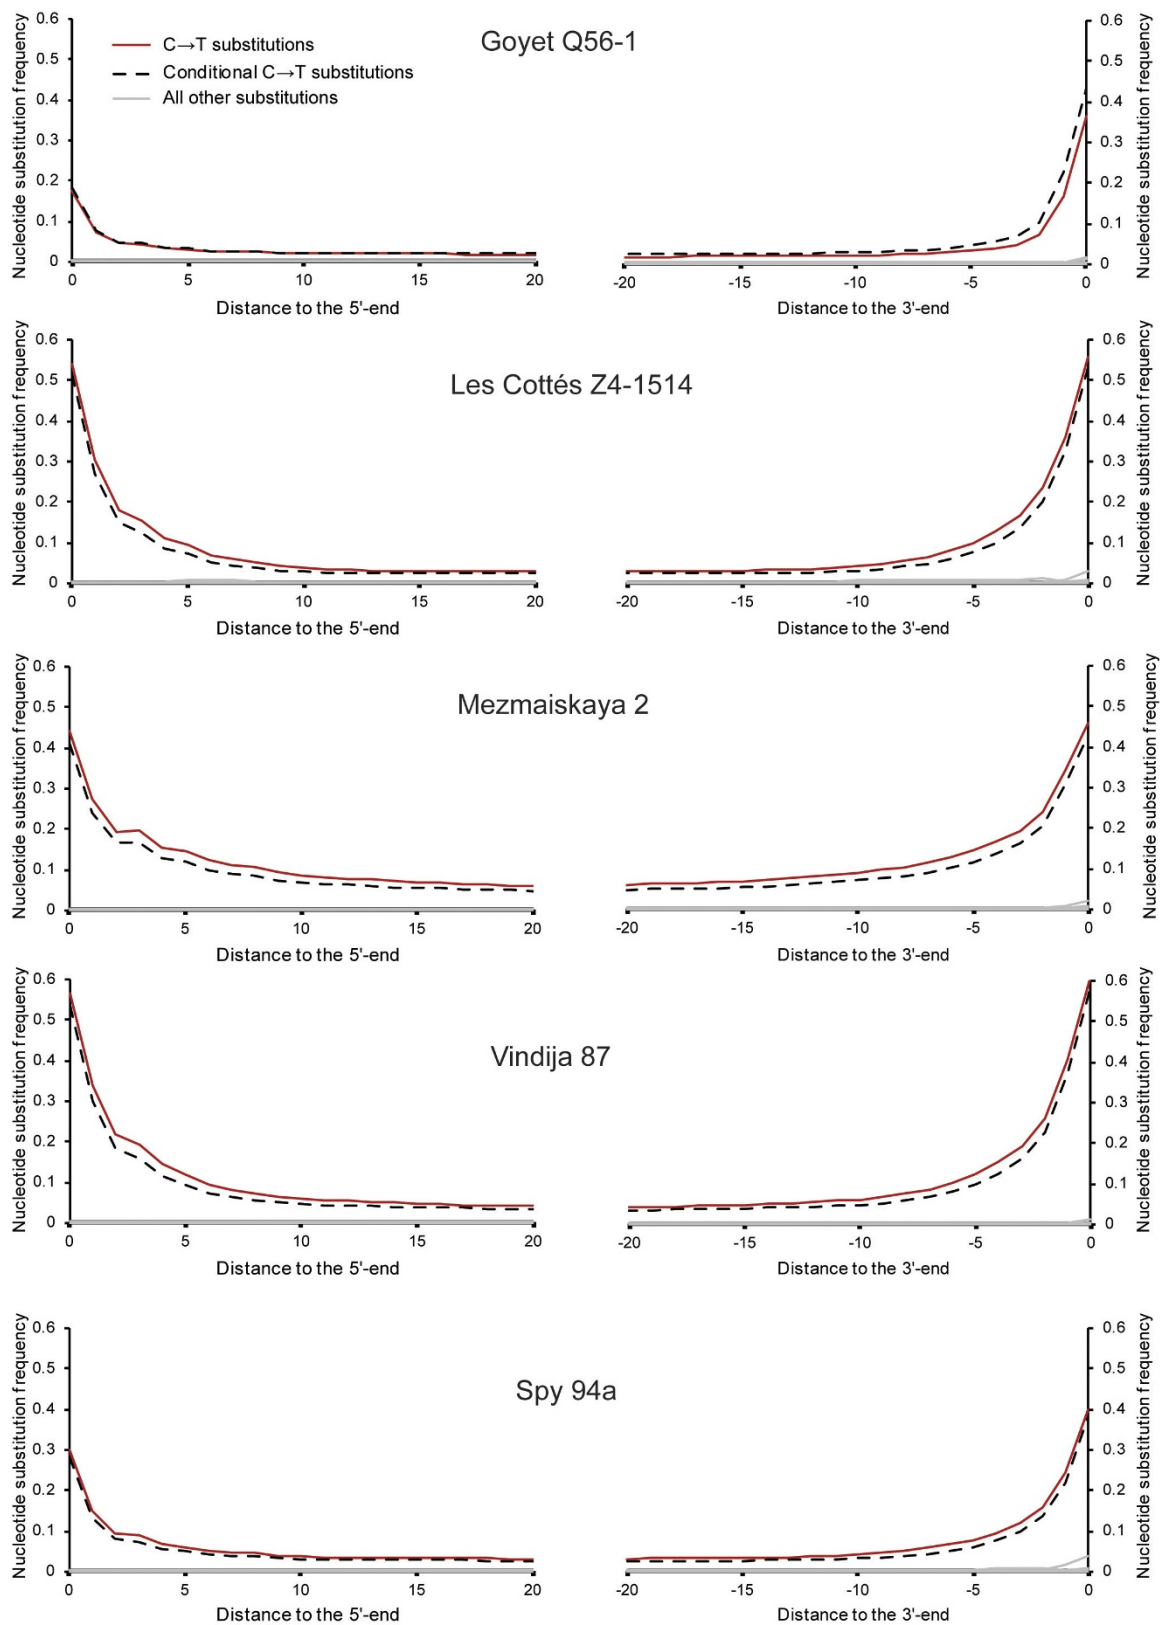 Goyet Q56-1
C→T substitutions
Conditional C→T substitutions
All other substitutions
Nucleotide substitution frequency
0.6
0.5
0.4
0.3
0.2
0.1
0
0 5 10 15 20
Distance to the 5'-end
-20 -15 -10 -5 0
Distance to the 3'-end
0.6
0.5
0.4
0.3
0.2
0.1
0
Nucleotide substitution frequency
Les Cottés Z4-1514
Nucleotide substitution frequency
0.6
0.5
0.4
0.3
0.2
0.1
0
0 5 10 15 20
Distance to the 5'-end
-20 -15 -10 -5 0
Distance to the 3'-end
0.6
0.5
0.4
0.3
0.2
0.1
0
Nucleotide substitution frequency
Mezmaiskaya 2
Nucleotide substitution frequency
0.6
0.5
0.4
0.3
0.2
0.1
0
0 5 10 15 20
Distance to the 5'-end
-20 -15 -10 -5 0
Distance to the 3'-end
0.6
0.5
0.4
0.3
0.2
0.1
0
Nucleotide substitution frequency
Vindija 87
Nucleotide substitution frequency
0.6
0.5
0.4
0.3
0.2
0.1
0
0 5 10 15 20
Distance to the 5'-end
-20 -15 -10 -5 0
Distance to the 3'-end
0.6
0.5
0.4
0.3
0.2
0.1
0
Nucleotide substitution frequency
Spy 94a
Nucleotide substitution frequency
0.6
0.5
0.4
0.3
0.2
0.1
0
0 5 10 15 20
Distance to the 5'-end
-20 -15 -10 -5 0
Distance to the 3'-end
0.6
0.5
0.4
0.3
0.2
0.1
0
Nucleotide substitution frequency